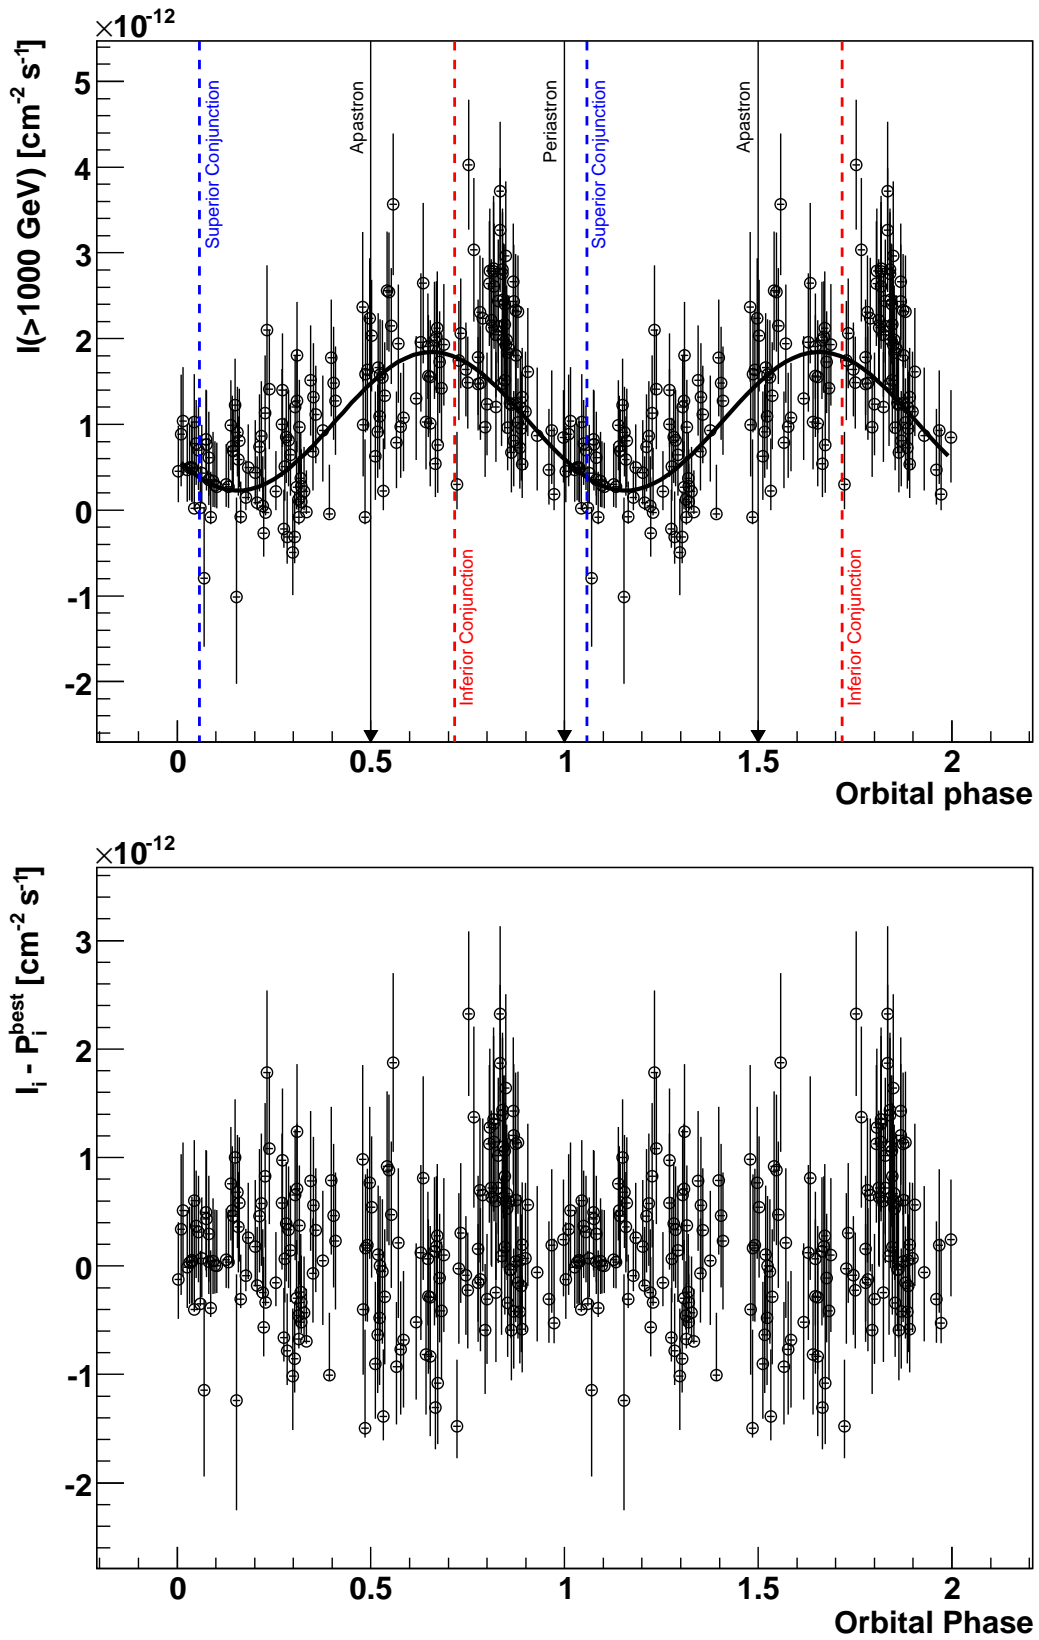 ×10⁻¹²
I(>1000 GeV) [cm⁻² s⁻¹]
5
4
3
2
1
0
-1
-2
Superior Conjunction
Apastron
Inferior Conjunction
Periastron
Superior Conjunction
Apastron
Inferior Conjunction
0 0.5 1 1.5 2
Orbital phase
×10⁻¹²
I_i - P_i^best [cm⁻² s⁻¹]
3
2
1
0
-1
-2
0 0.5 1 1.5 2
Orbital Phase